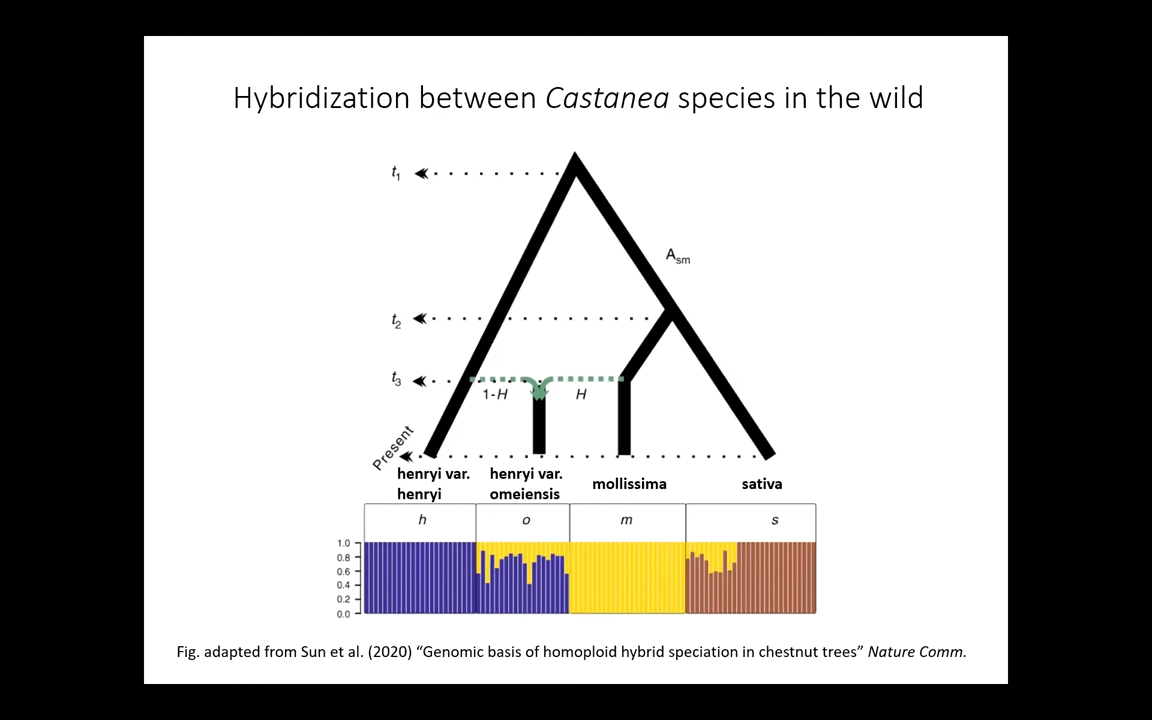 Hybridization between Castanea species in the wild
t1
Asm
t2
t3
1-H
H
Present
henryi var. henryi
henryi var. omeiensis
mollissima
sativa
h
o
m
s
1.0
0.8
0.6
0.4
0.2
0.0
Fig. adapted from Sun et al. (2020) “Genomic basis of homoploid hybrid speciation in chestnut trees” Nature Comm.